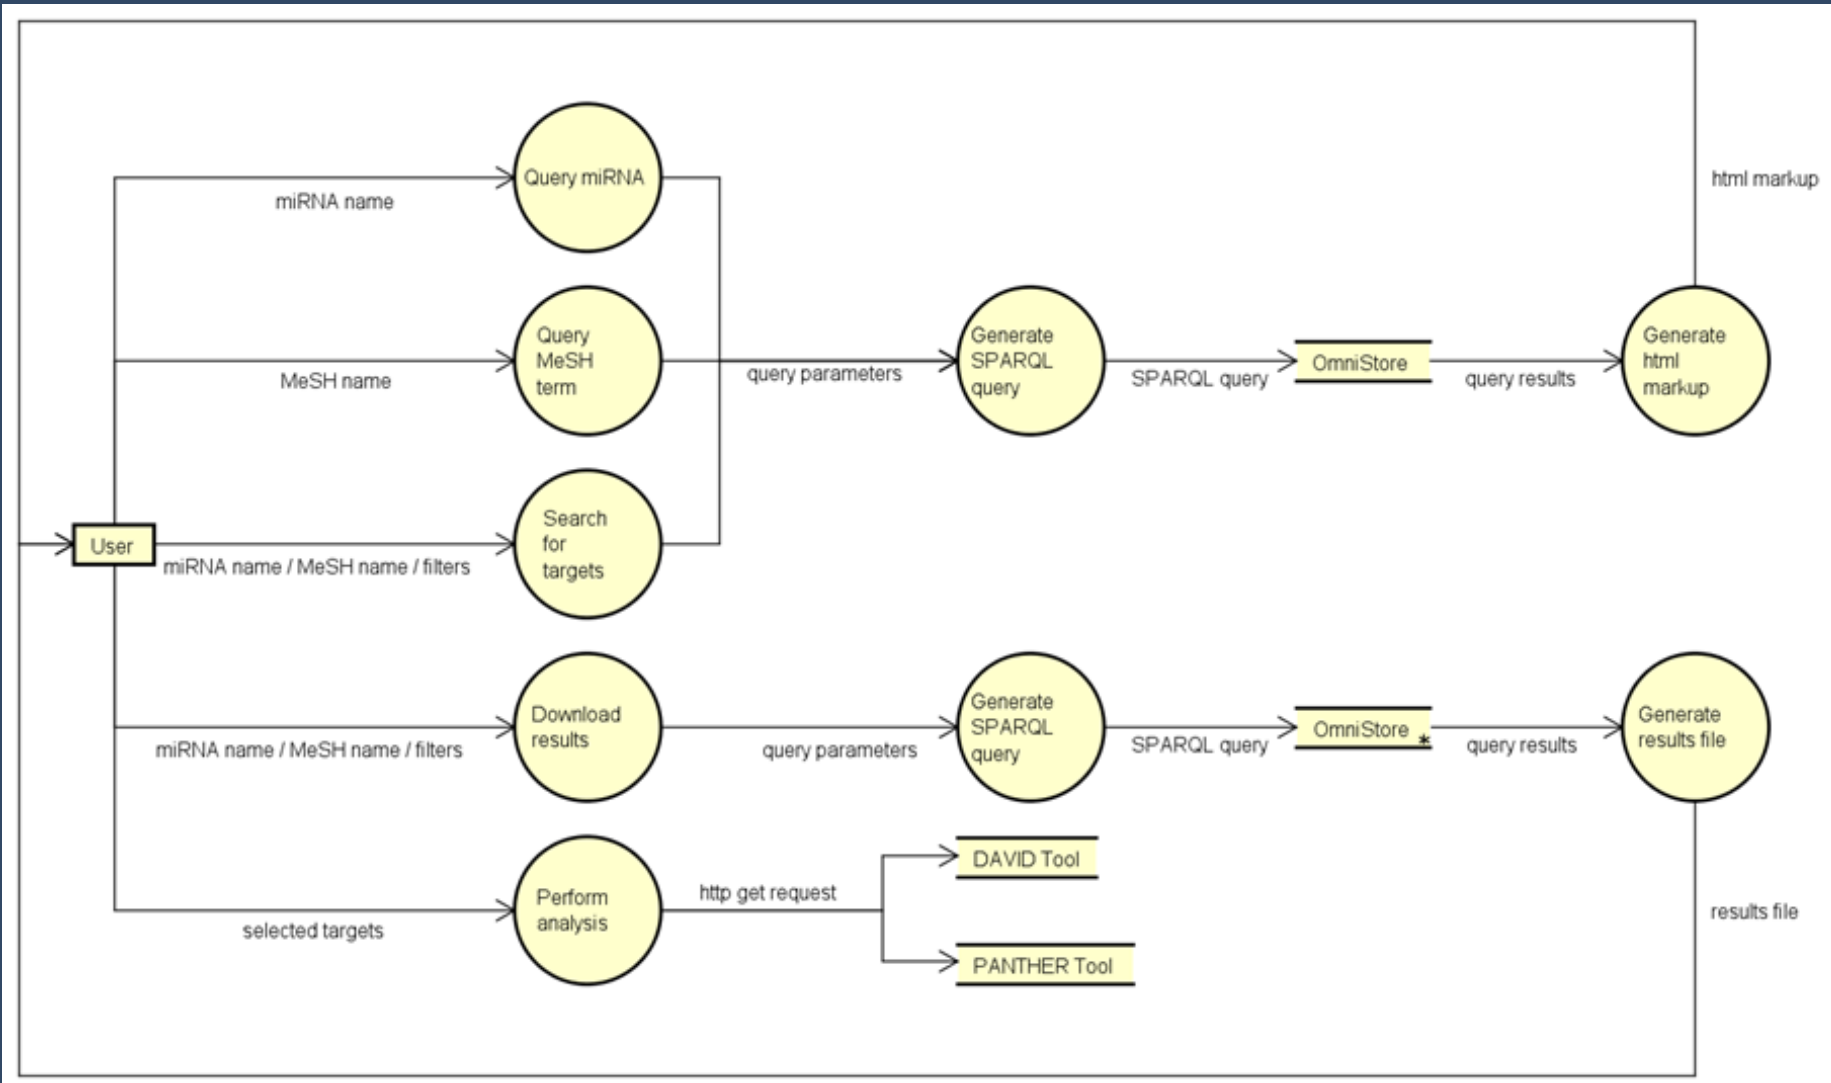 html markup
Query miRNA
miRNA name
Query
MeSH
term
MeSH name
query parameters
Generate
SPARQL
query
SPARQL query
OmniStore
query results
Generate
html
markup
Search
for
targets
User
miRNA name / MeSH name / filters
Download
results
miRNA name / MeSH name / filters
query parameters
Generate
SPARQL
query
SPARQL query
OmniStore *
query results
Generate
results file
Perform
analysis
selected targets
http get request
DAVID Tool
PANTHER Tool
results file